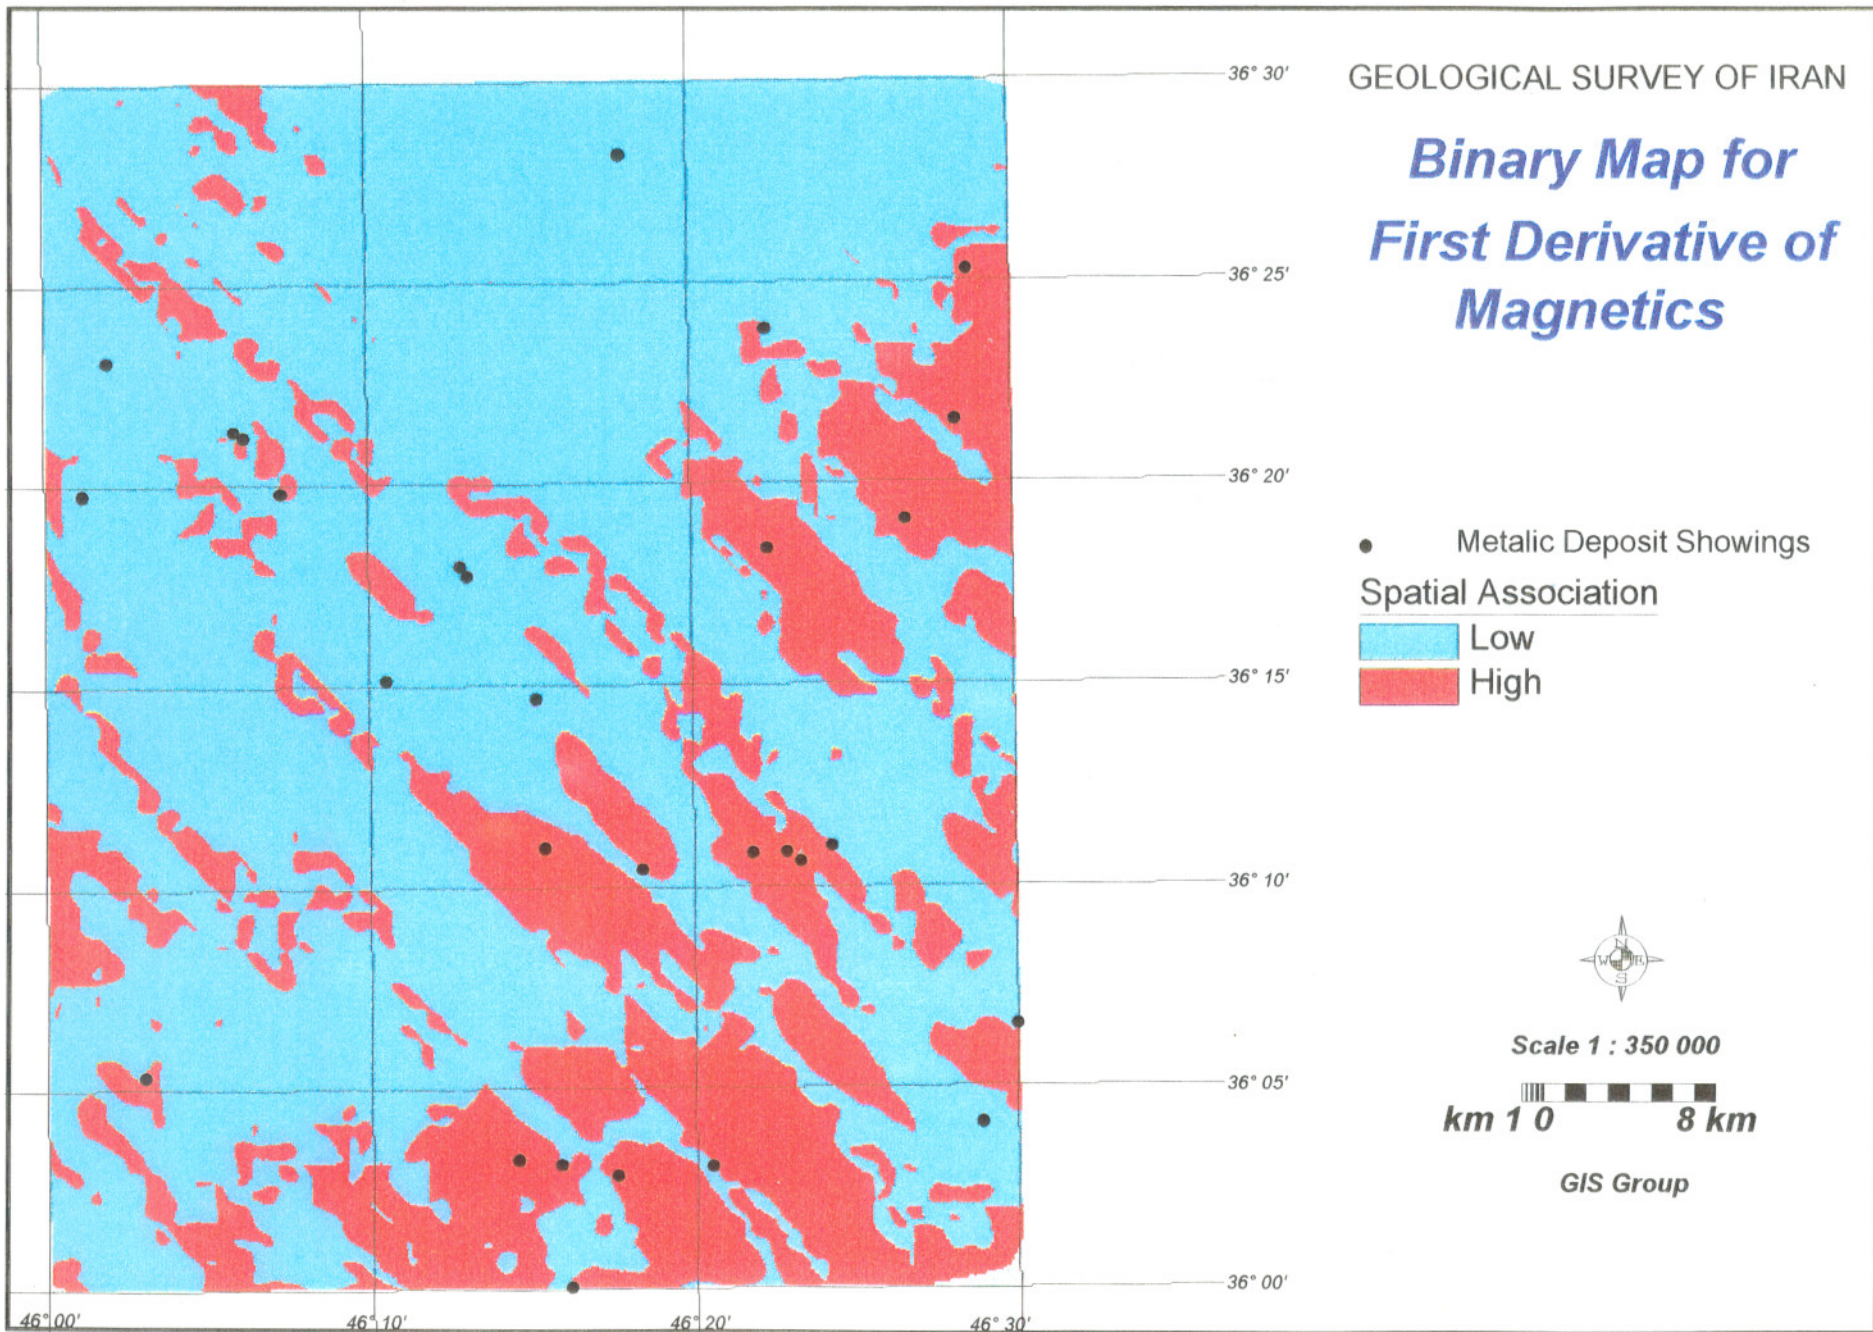 GEOLOGICAL SURVEY OF IRAN
Binary Map for
First Derivative of
Magnetics
Metalic Deposit Showings
Spatial Association
Low
High
N
W E
S
Scale 1 : 350 000
km 1 0 8 km
GIS Group
36° 30'
36° 25'
36° 20'
36° 15'
36° 10'
36° 05'
36° 00'
46° 00' 46° 10' 46° 20' 46° 30'